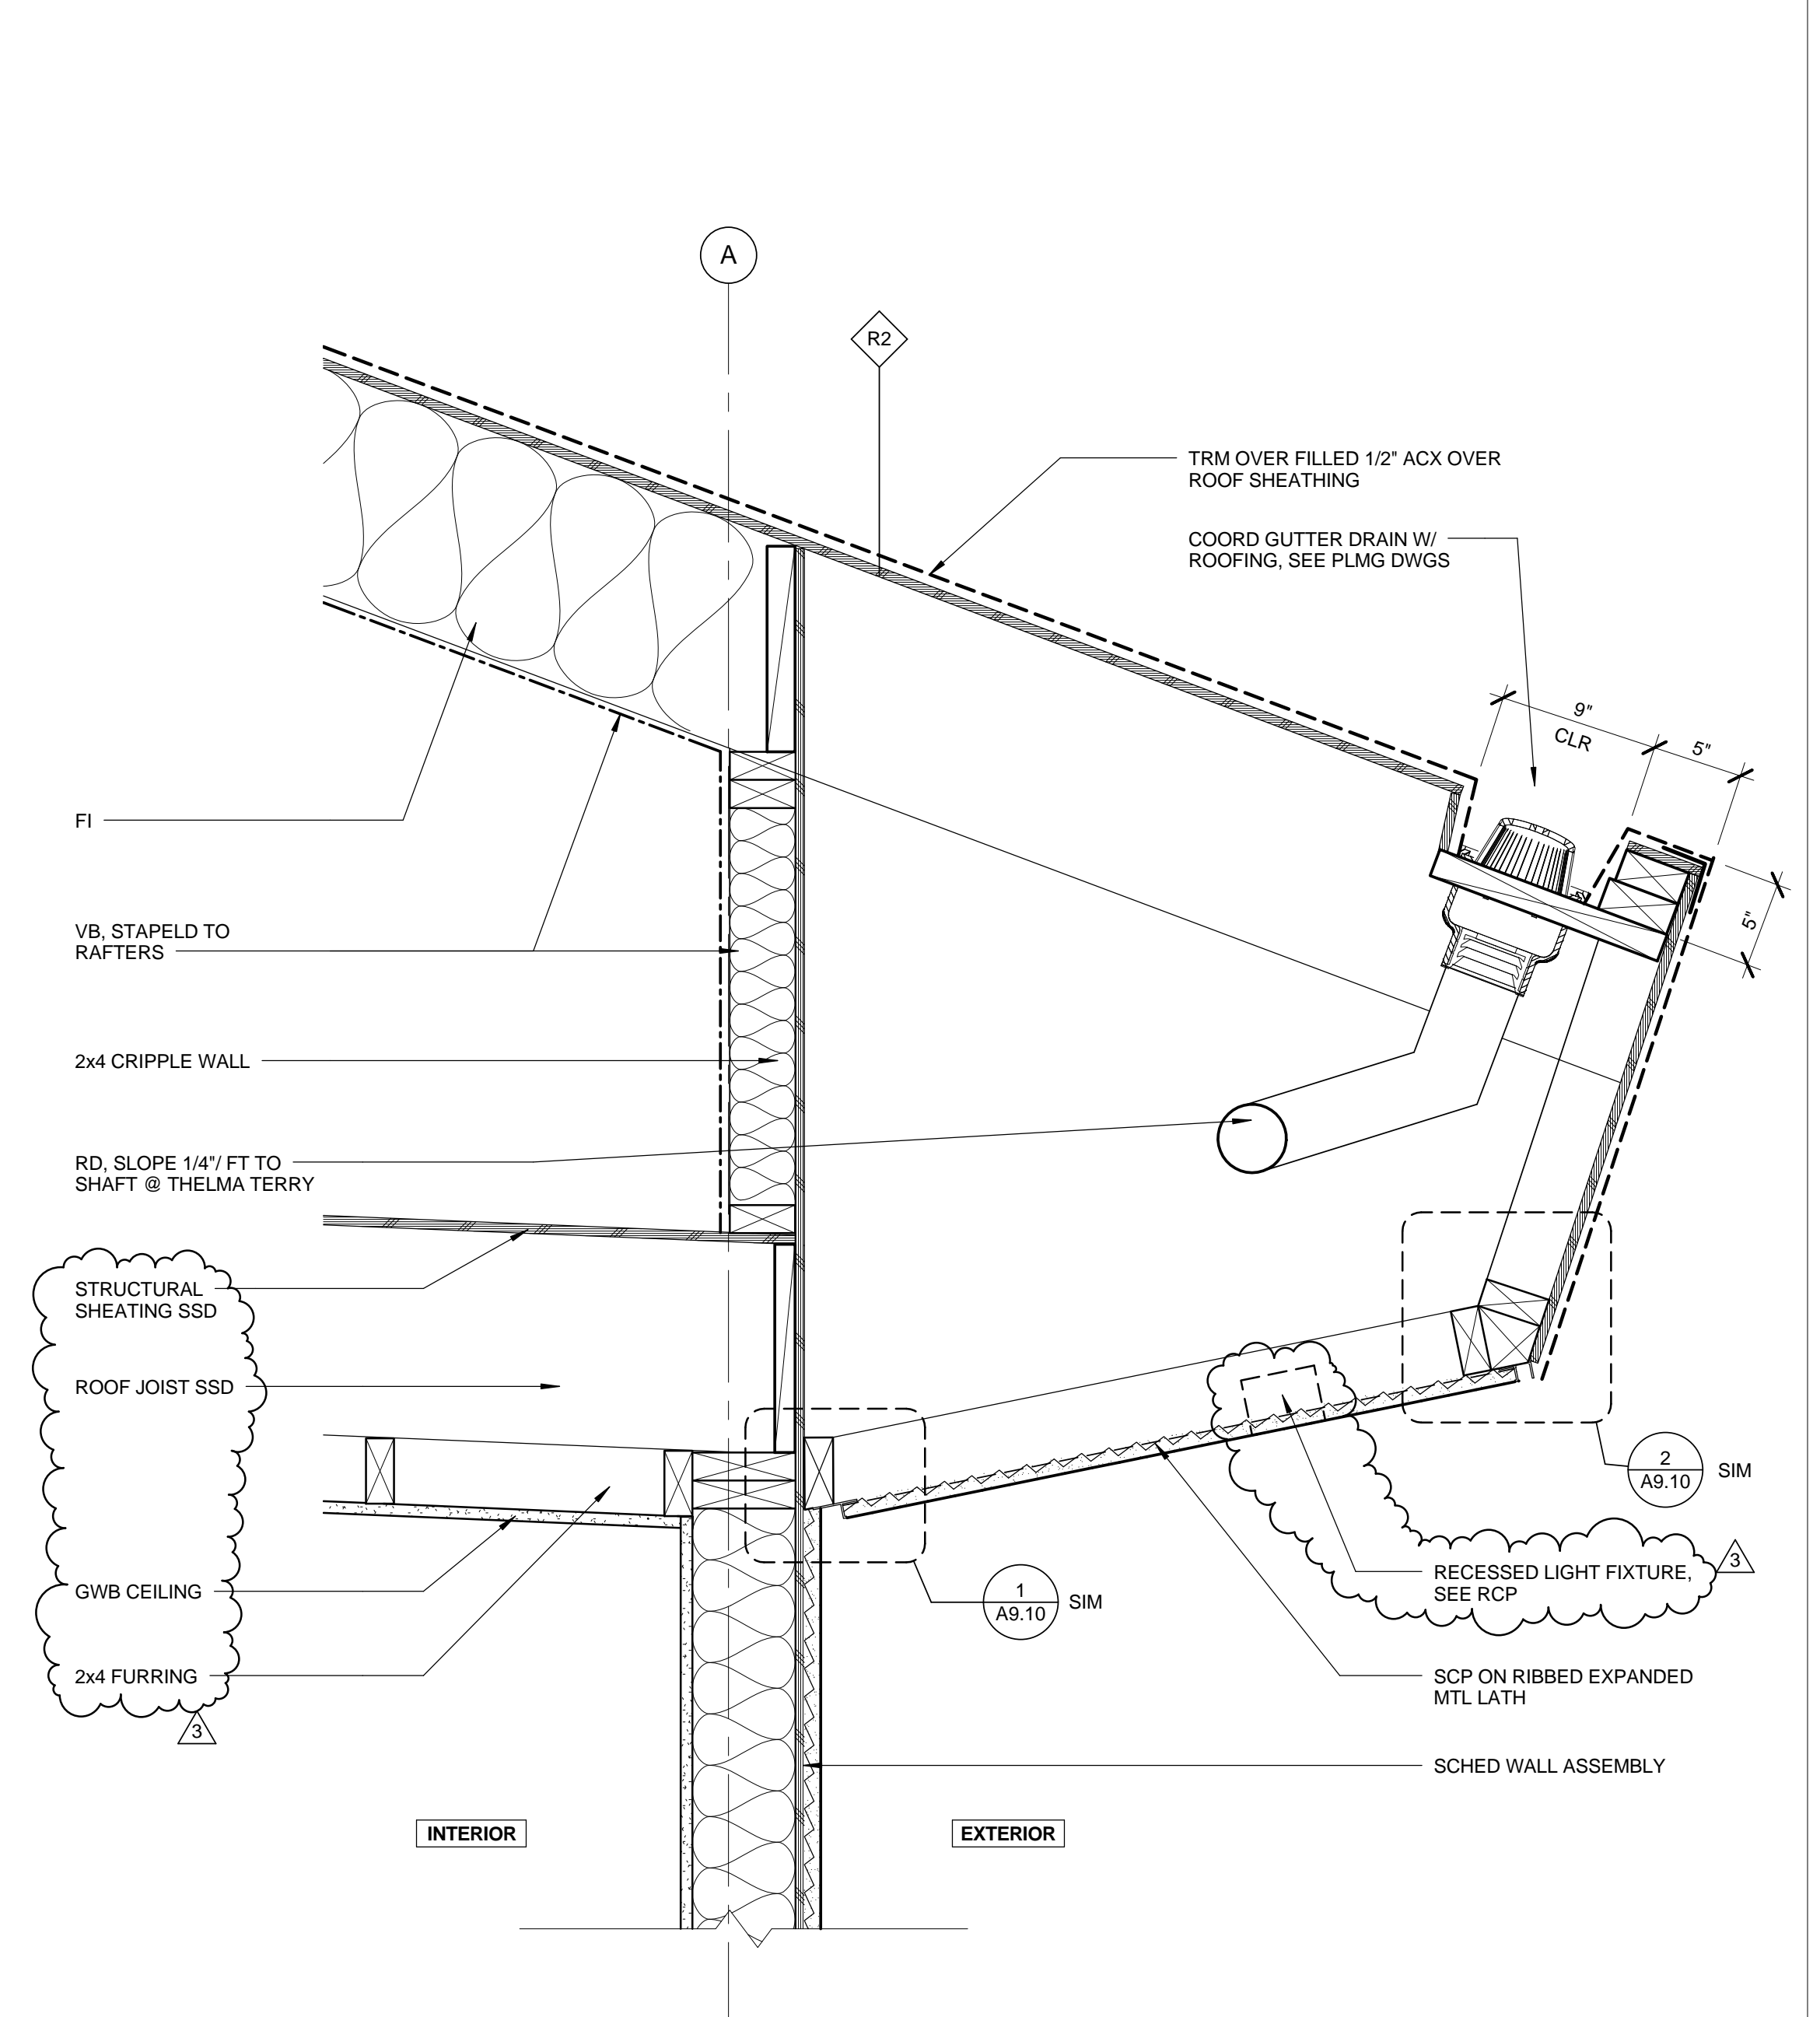 A
R2
TRM OVER FILLED 1/2" ACX OVER
ROOF SHEATHING
COORD GUTTER DRAIN W/
ROOFING, SEE PLMG DWGS
9"
CLR
5"
5"
FI
VB, STAPELD TO
RAFTERS
2x4 CRIPPLE WALL
RD, SLOPE 1/4"/ FT TO
SHAFT @ THELMA TERRY
STRUCTURAL
SHEATING SSD
ROOF JOIST SSD
GWB CEILING
2x4 FURRING
3
2
A9.10
SIM
1
A9.10
SIM
RECESSED LIGHT FIXTURE,
SEE RCP
3
SCP ON RIBBED EXPANDED
MTL LATH
SCHED WALL ASSEMBLY
INTERIOR
EXTERIOR